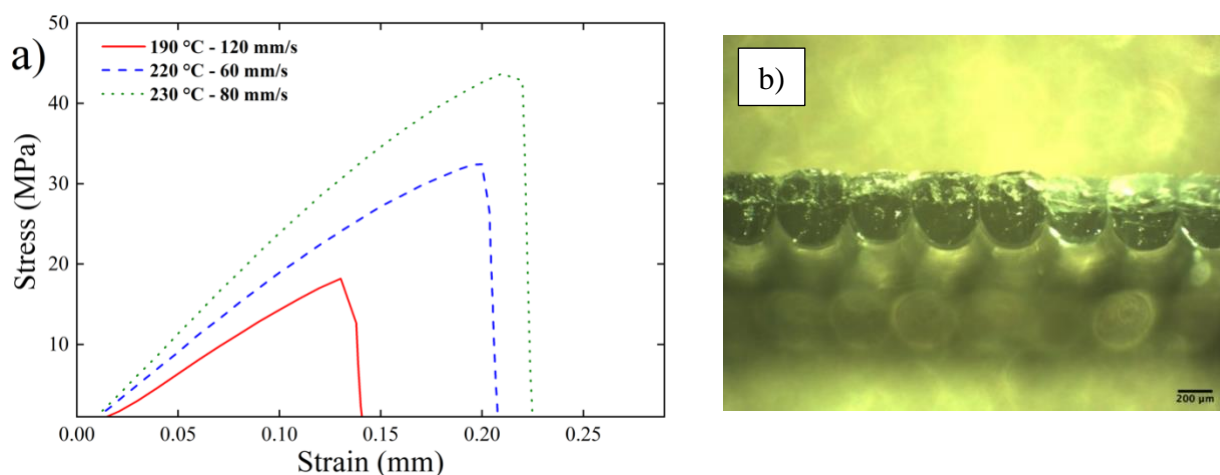 a)
50
40
30
20
10
Stress (MPa)
190 °C - 120 mm/s
220 °C - 60 mm/s
230 °C - 80 mm/s
0.00 0.05 0.10 0.15 0.20 0.25
Strain (mm)
b)
200 µm